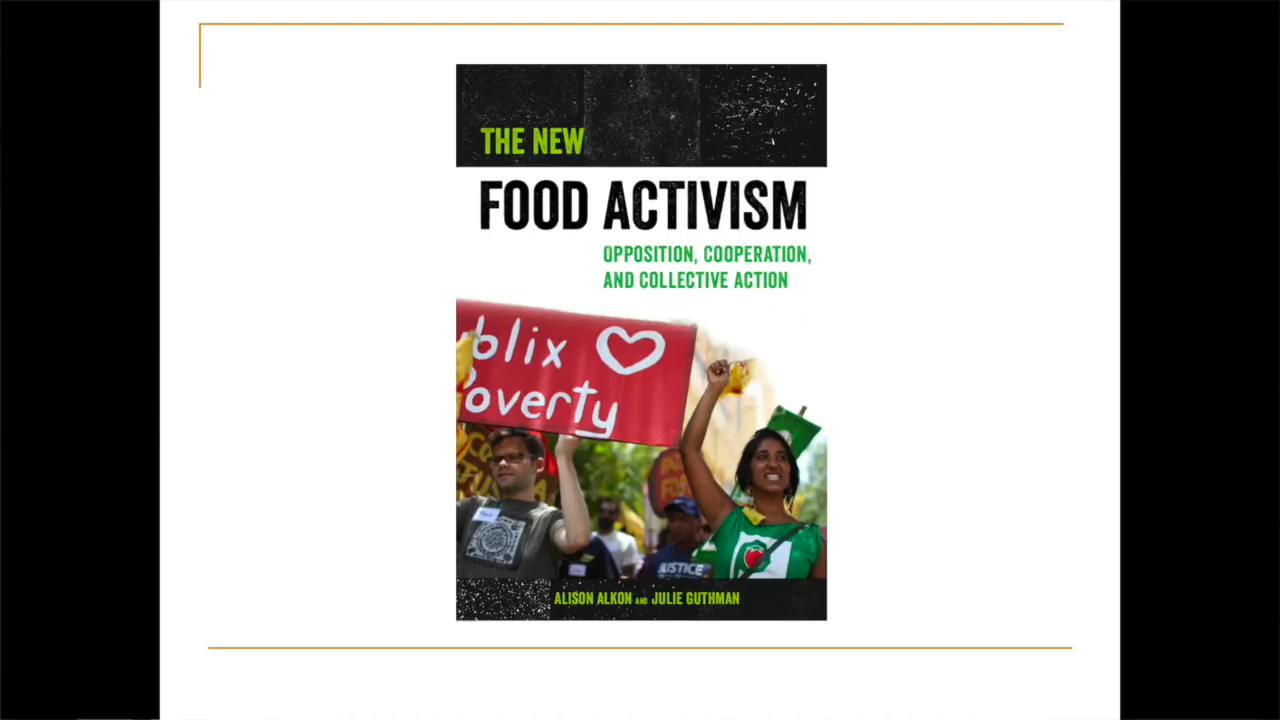 THE NEW
FOOD ACTIVISM
OPPOSITION, COOPERATION,
AND COLLECTIVE ACTION
blix
overty
JUSTICE
ALISON ALKON AND JULIE GUTHMAN